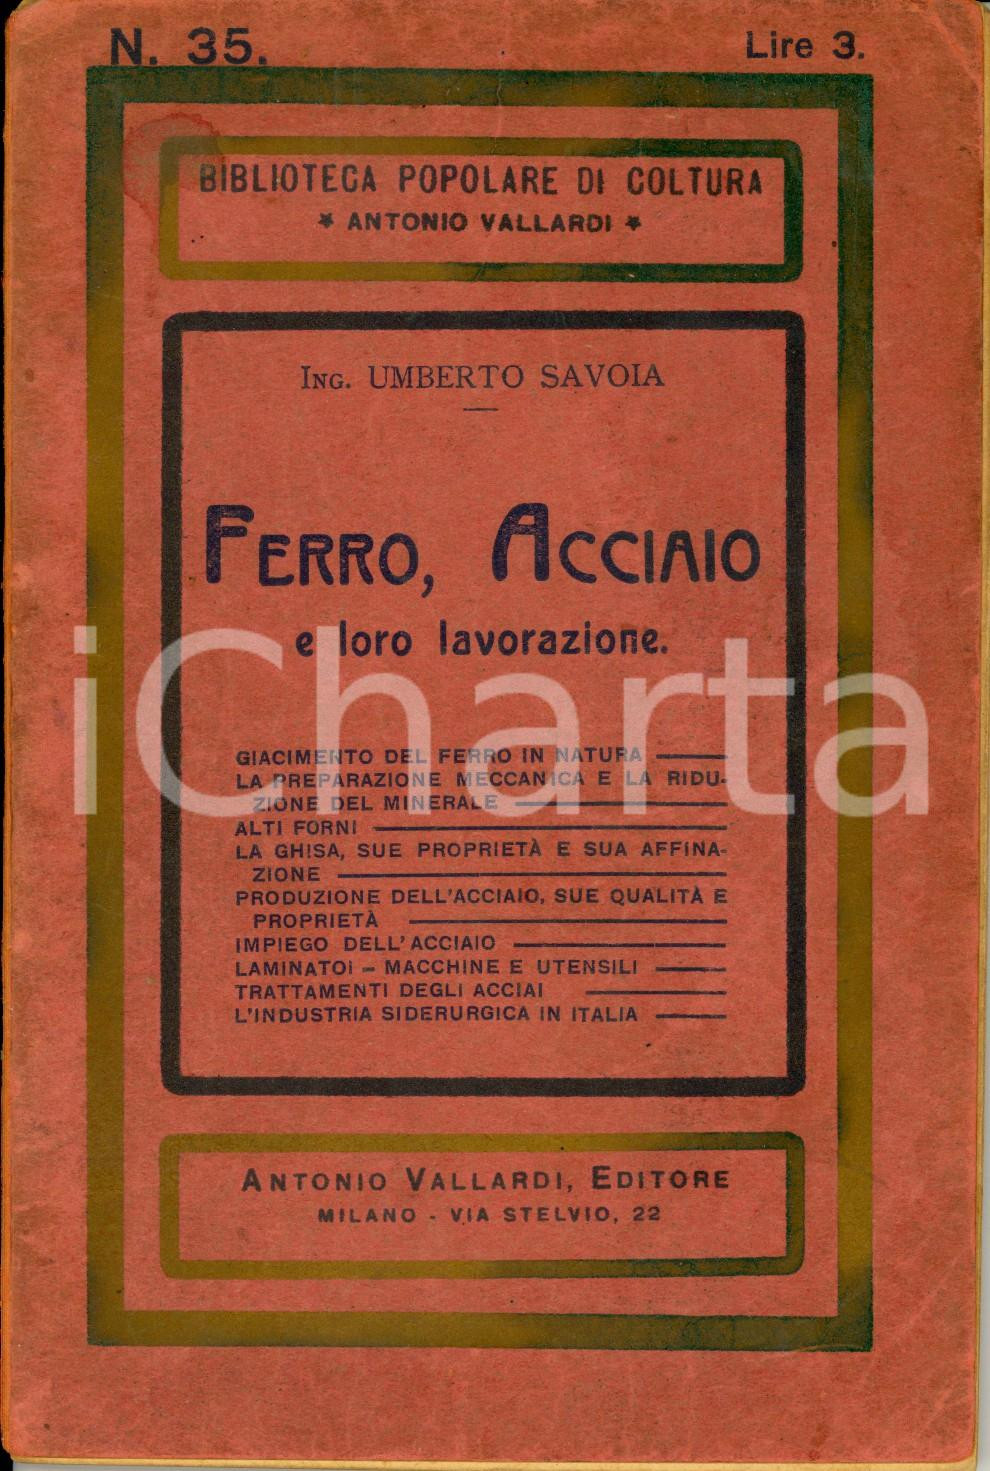 N. 35.
Lire 3.
BIBLIOTECA POPOLARE DI COLTURA
* ANTONIO VALLARDI *
ING. UMBERTO SAVOIA
FERRO, ACCIAIO
e loro lavorazione.
iCharta
GIACIMENTO DEL FERRO IN NATURA
LA PREPARAZIONE MECCANICA E LA RIDU-
ZIONE DEL MINERALE
ALTI FORNI
LA GHISA, SUE PROPRIETÀ E SUA AFFINA-
ZIONE
PRODUZIONE DELL'ACCIAIO, SUE QUALITÀ E
PROPRIETÀ
IMPIEGO DELL'ACCIAIO
LAMINATOI - MACCHINE E UTENSILI
TRATTAMENTI DEGLI ACCIAI
L'INDUSTRIA SIDERURGICA IN ITALIA
ANTONIO VALLARDI, EDITORE
MILANO - VIA STELVIO, 22